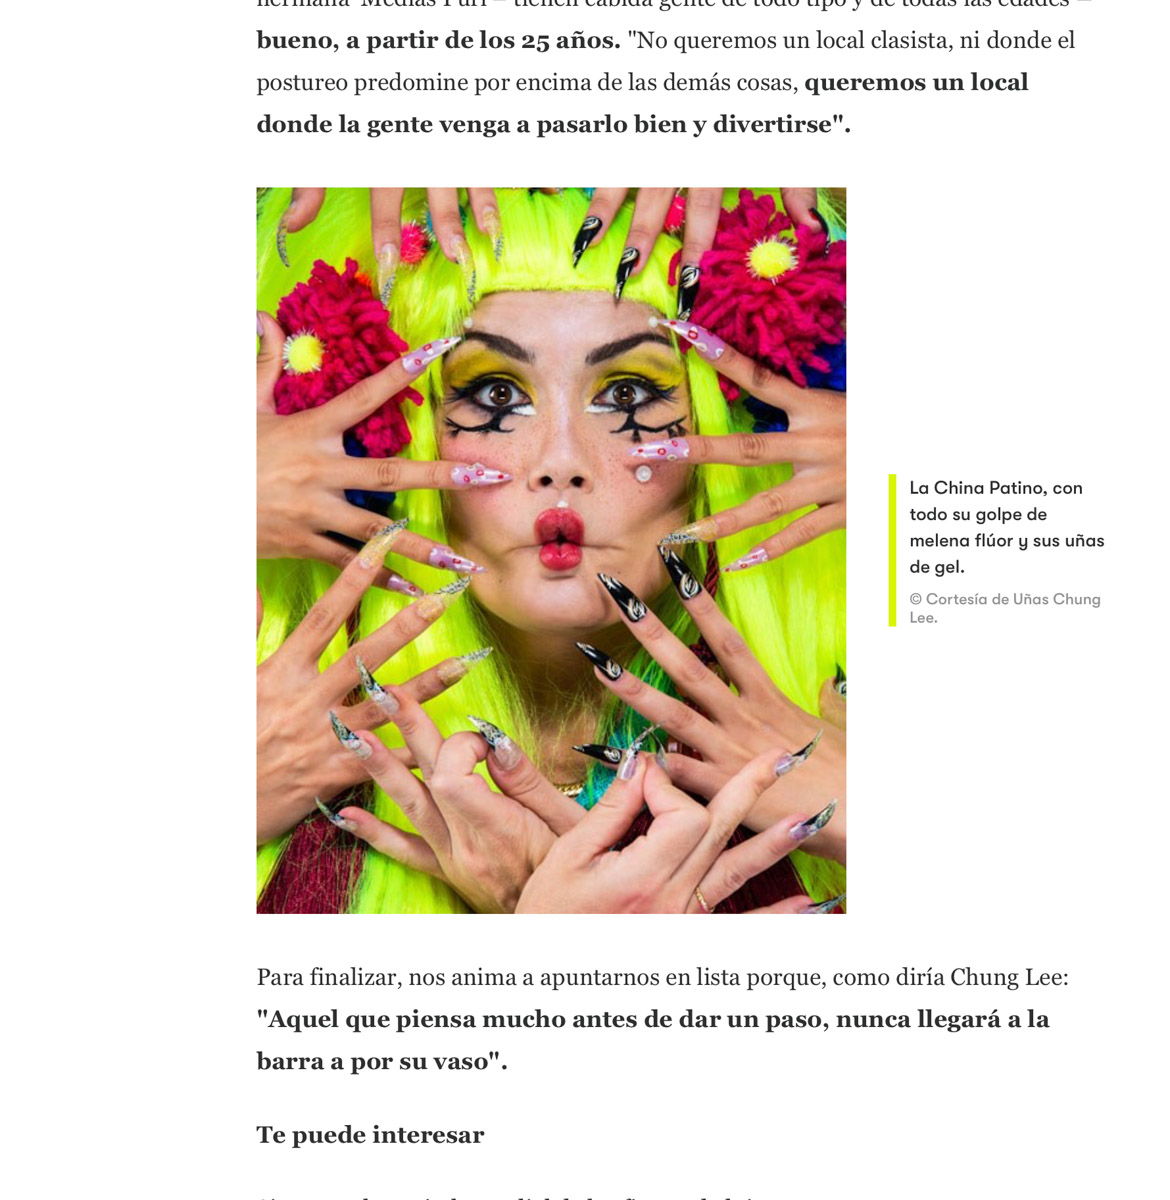 hermana 'Medias Puri'– tienen cabida gente de todo tipo y de todas las edades –
bueno, a partir de los 25 años. "No queremos un local clasista, ni donde el
postureo predomine por encima de las demás cosas, queremos un local
donde la gente venga a pasarlo bien y divertirse".
La China Patino, con
todo su golpe de
melena flúor y sus uñas
de gel.
© Cortesía de Uñas Chung
Lee.
Para finalizar, nos anima a apuntarnos en lista porque, como diría Chung Lee:
"Aquel que piensa mucho antes de dar un paso, nunca llegará a la
barra a por su vaso".
Te puede interesar